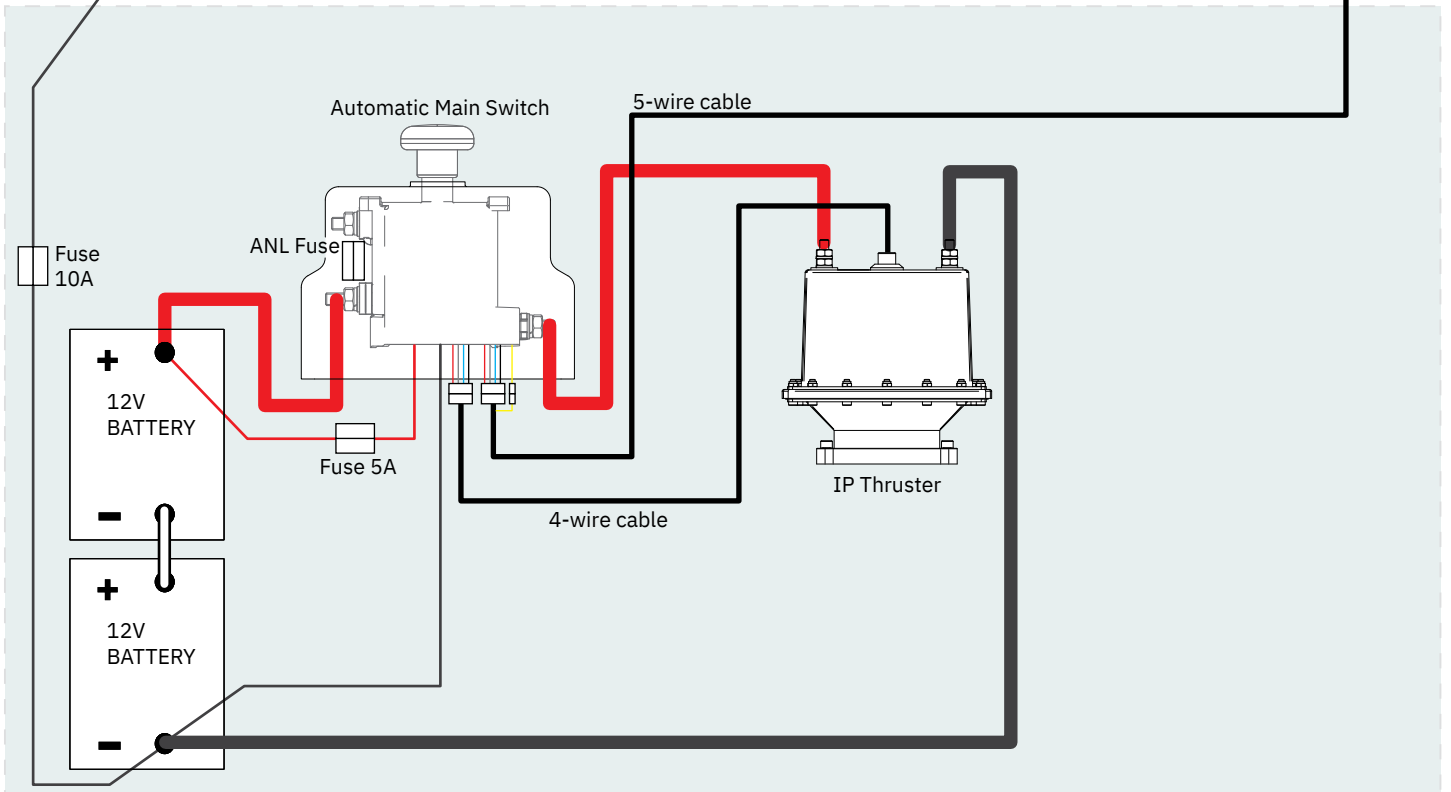 Automatic Main Switch
5-wire cable
ANL Fuse
Fuse
10A
+
12V
BATTERY
-
Fuse 5A
IP Thruster
4-wire cable
+
12V
BATTERY
-